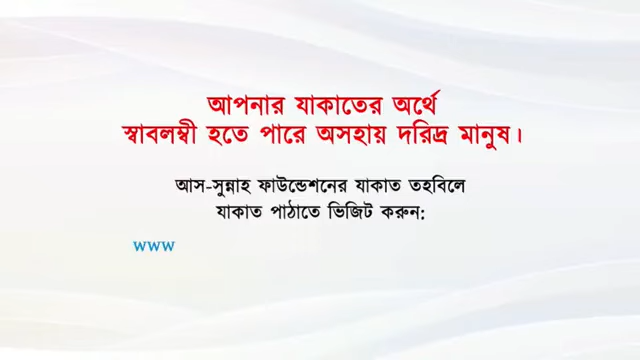 আপনার যাকাতের অর্থে
স্বাবলম্বী হতে পারে অসহায় দরিদ্র মানুষ।
আস-সুন্নাহ ফাউন্ডেশনের যাকাত তহবিলে
যাকাত পাঠাতে ভিজিট করুন:
www